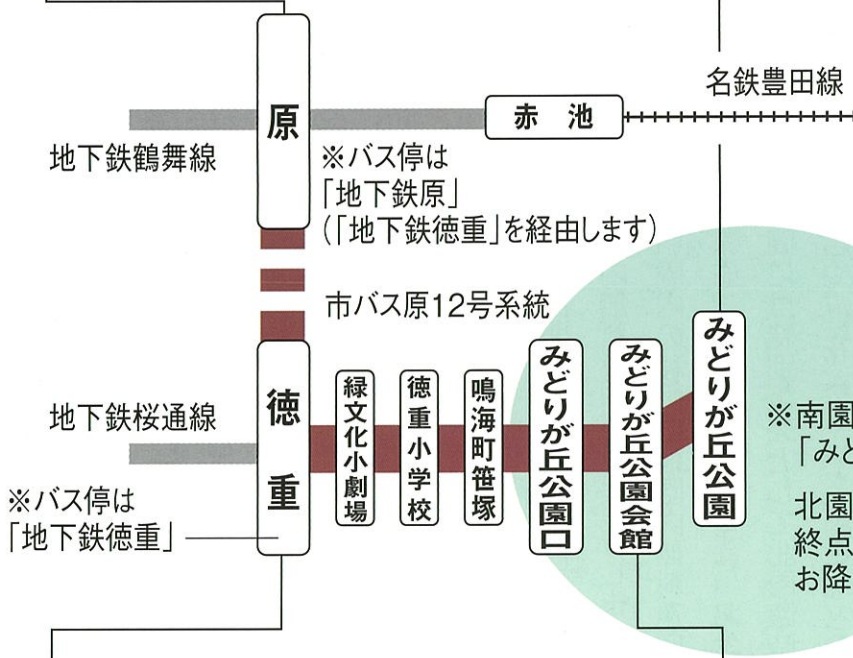 名鉄豊田線
原
赤池
地下鉄鶴舞線
※バス停は
「地下鉄原」
(「地下鉄徳重」を経由します)
市バス原12号系統
地下鉄桜通線
徳重
緑文化小劇場
徳重小学校
鳴海町笹塚
みどりが丘公園口
みどりが丘公園会館
みどりが丘公園
※バス停は
「地下鉄徳重」
※南園
「みど
北園
終点
お降